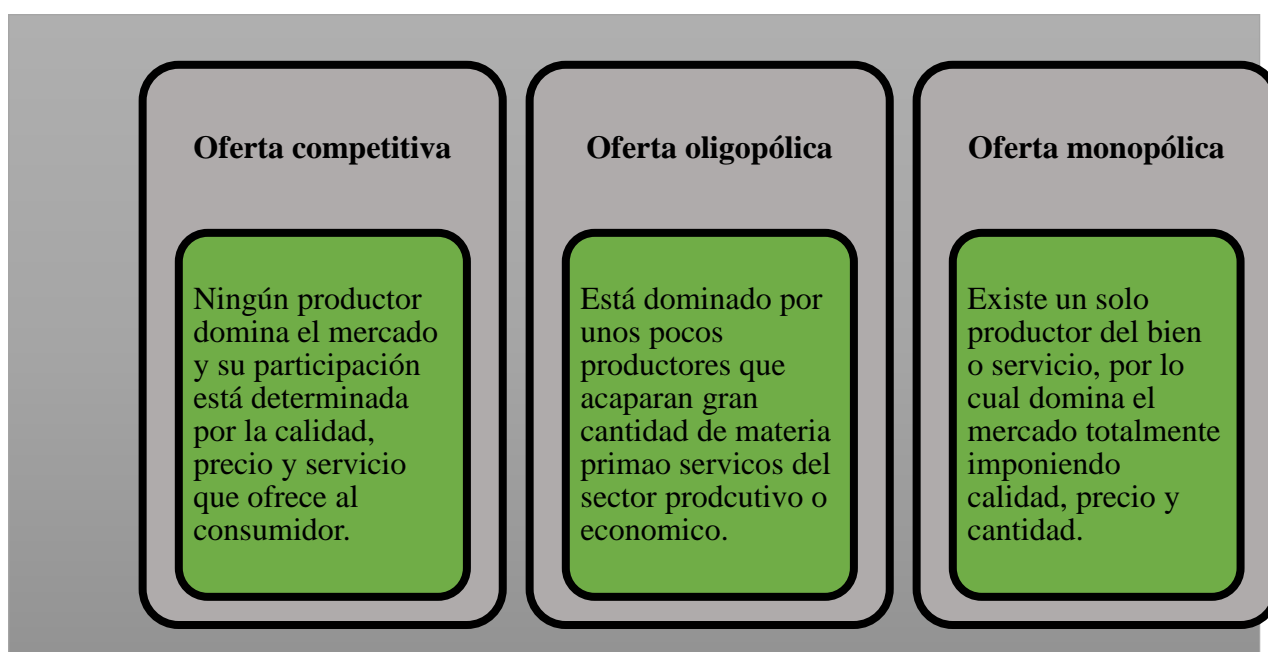 Oferta competitiva
Ningún productor
domina el mercado
y su participación
está determinada
por la calidad,
precio y servicio
que ofrece al
consumidor.
Oferta oligopólica
Está dominado por
unos pocos
productores que
acaparan gran
cantidad de materia
primao servicos del
sector prodcutivo o
economico.
Oferta monopólica
Existe un solo
productor del bien
o servicio, por lo
cual domina el
mercado totalmente
imponiendo
calidad, precio y
cantidad.